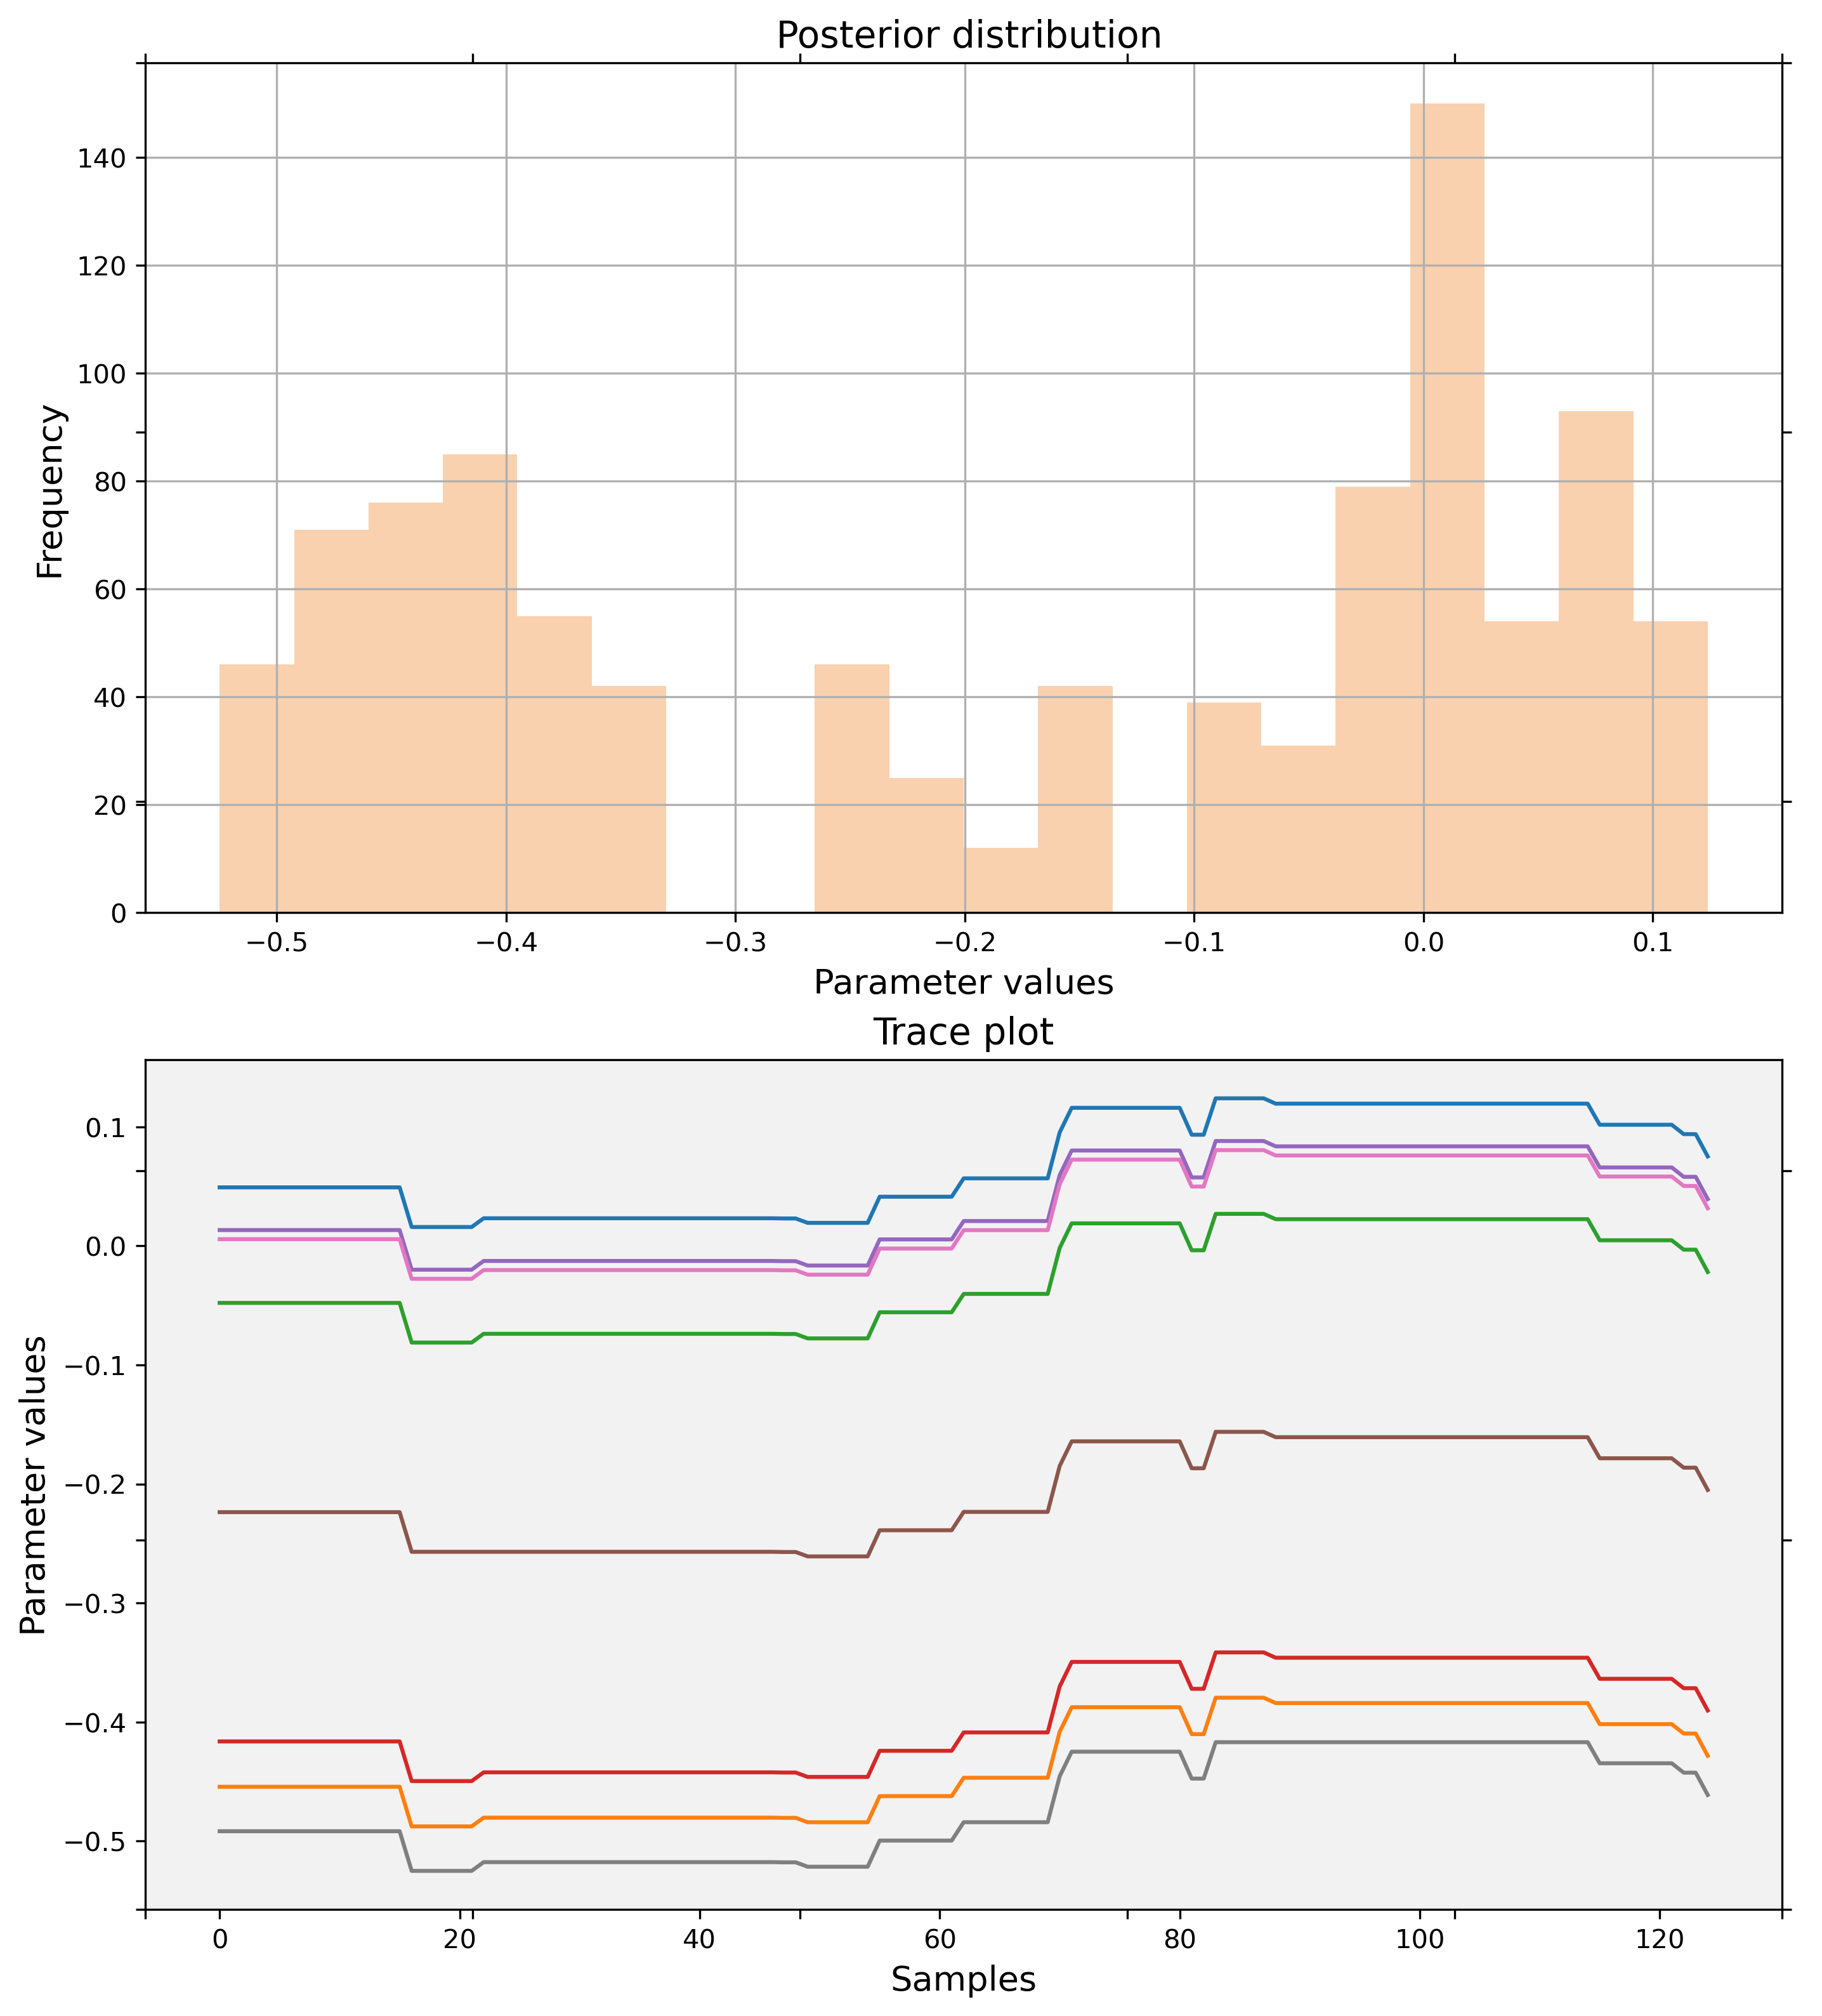 Posterior distribution
140
120
100
80
60
40
20
0
Frequency
−0.5 −0.4 −0.3 −0.2 −0.1 0.0 0.1
Parameter values
Trace plot
0.1
0.0
−0.1
−0.2
−0.3
−0.4
−0.5
Parameter values
0 20 40 60 80 100 120
Samples